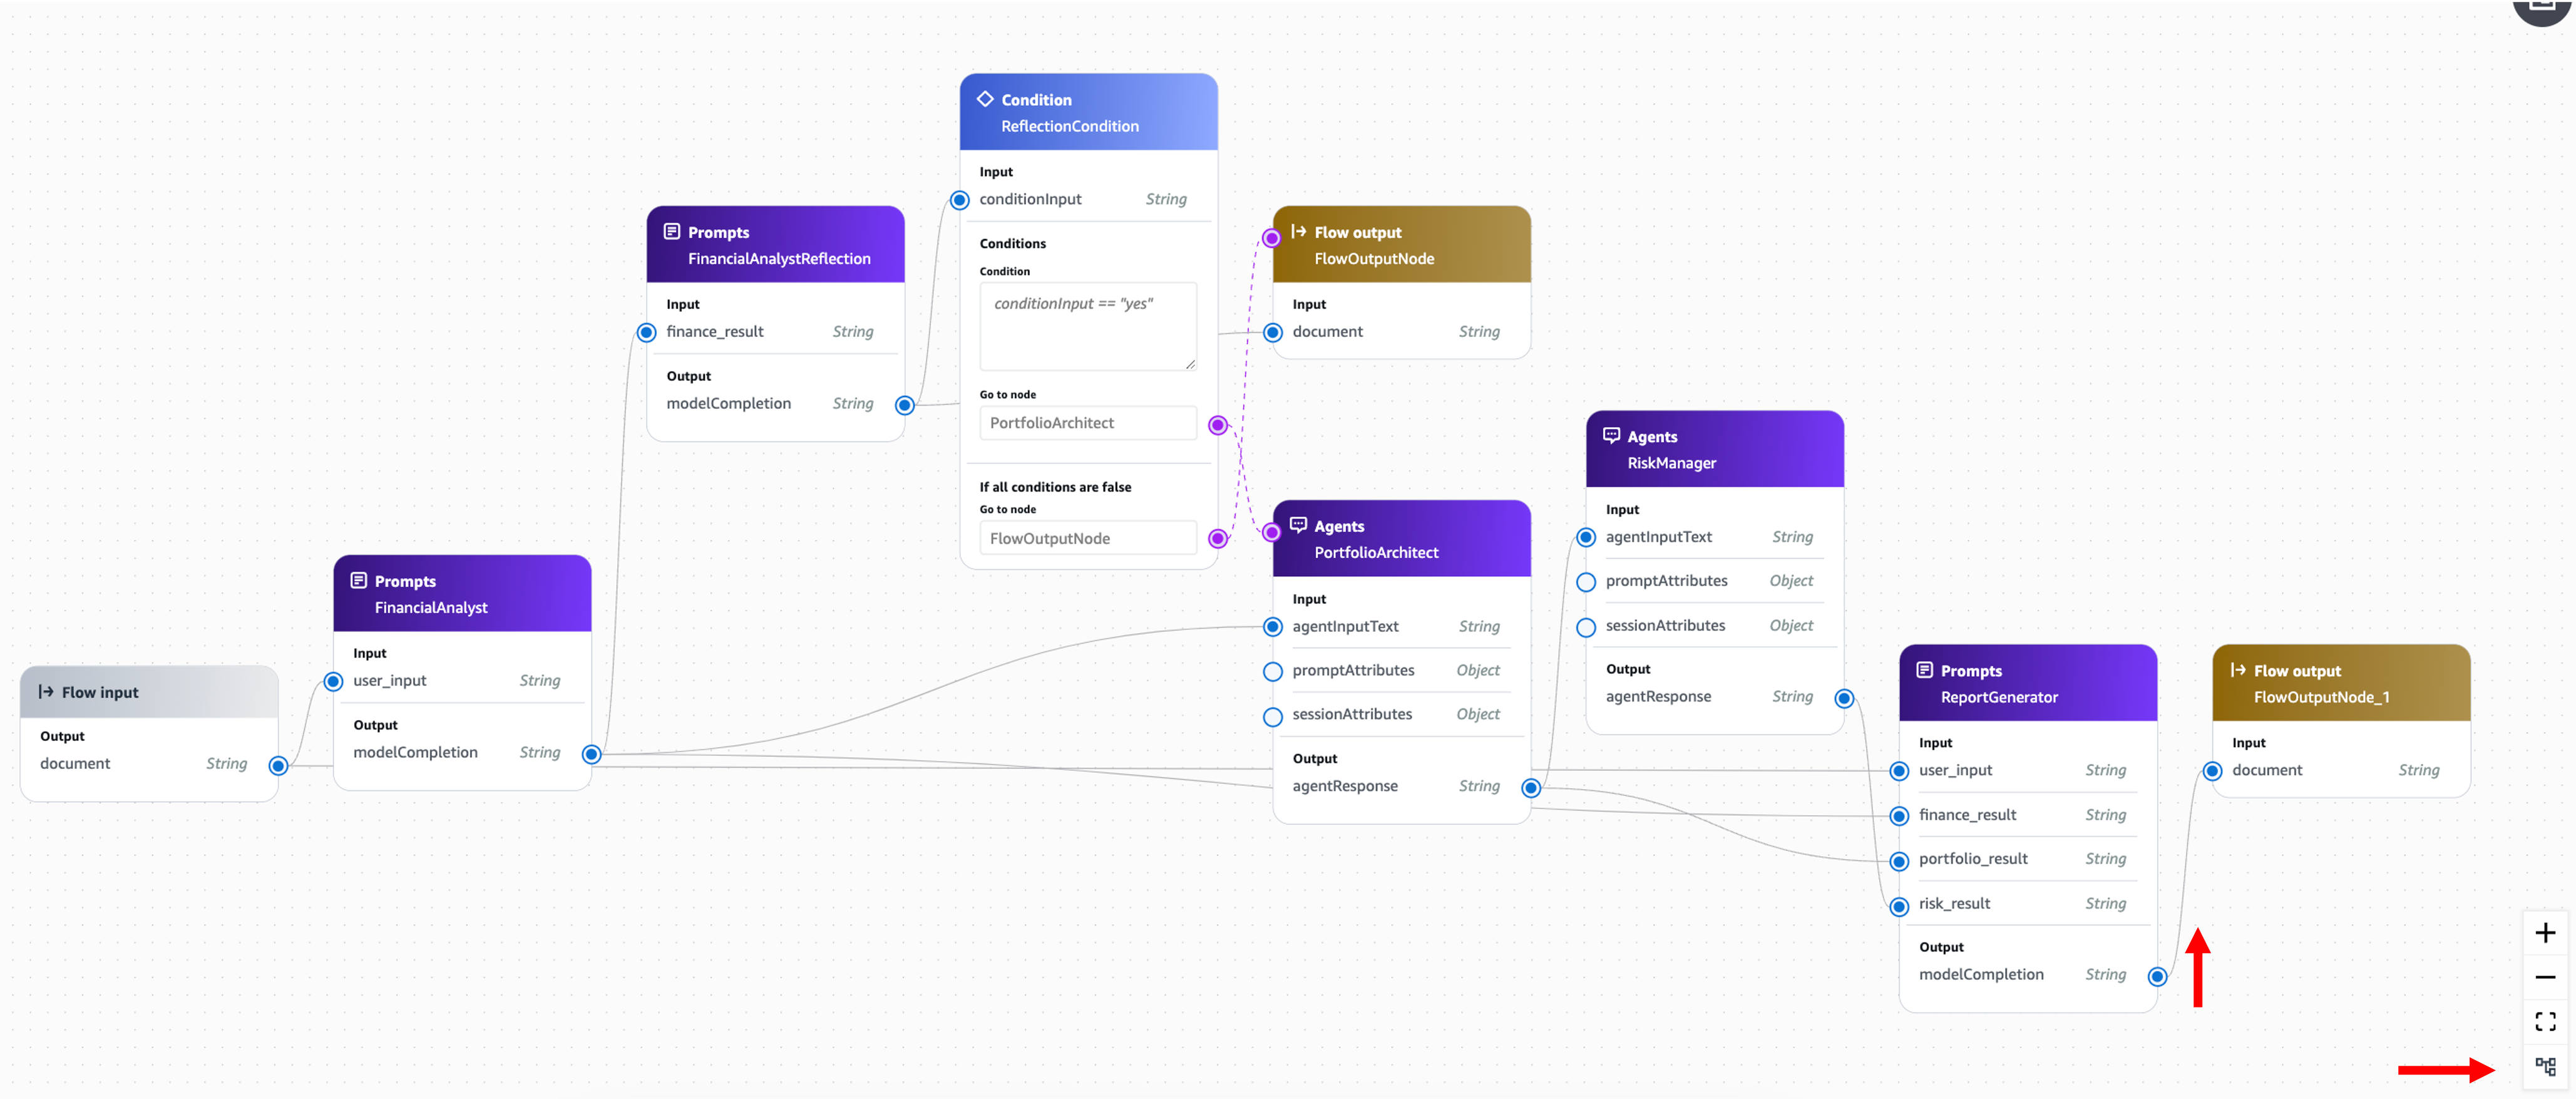 Flow input
Output
document String
Prompts
FinancialAnalyst
Input
user_input String
Output
modelCompletion String
Prompts
FinancialAnalystReflection
Input
finance_result String
Output
modelCompletion String
Condition
ReflectionCondition
Input
conditionInput String
Conditions
Condition
conditionInput == "yes"
Go to node
PortfolioArchitect
If all conditions are false
Go to node
FlowOutputNode
Flow output
FlowOutputNode
Input
document String
Agents
PortfolioArchitect
Input
agentInputText String
promptAttributes Object
sessionAttributes Object
Output
agentResponse String
Agents
RiskManager
Input
agentInputText String
promptAttributes Object
sessionAttributes Object
Output
agentResponse String
Prompts
ReportGenerator
Input
user_input String
finance_result String
portfolio_result String
risk_result String
Output
modelCompletion String
Flow output
FlowOutputNode_1
Input
document String